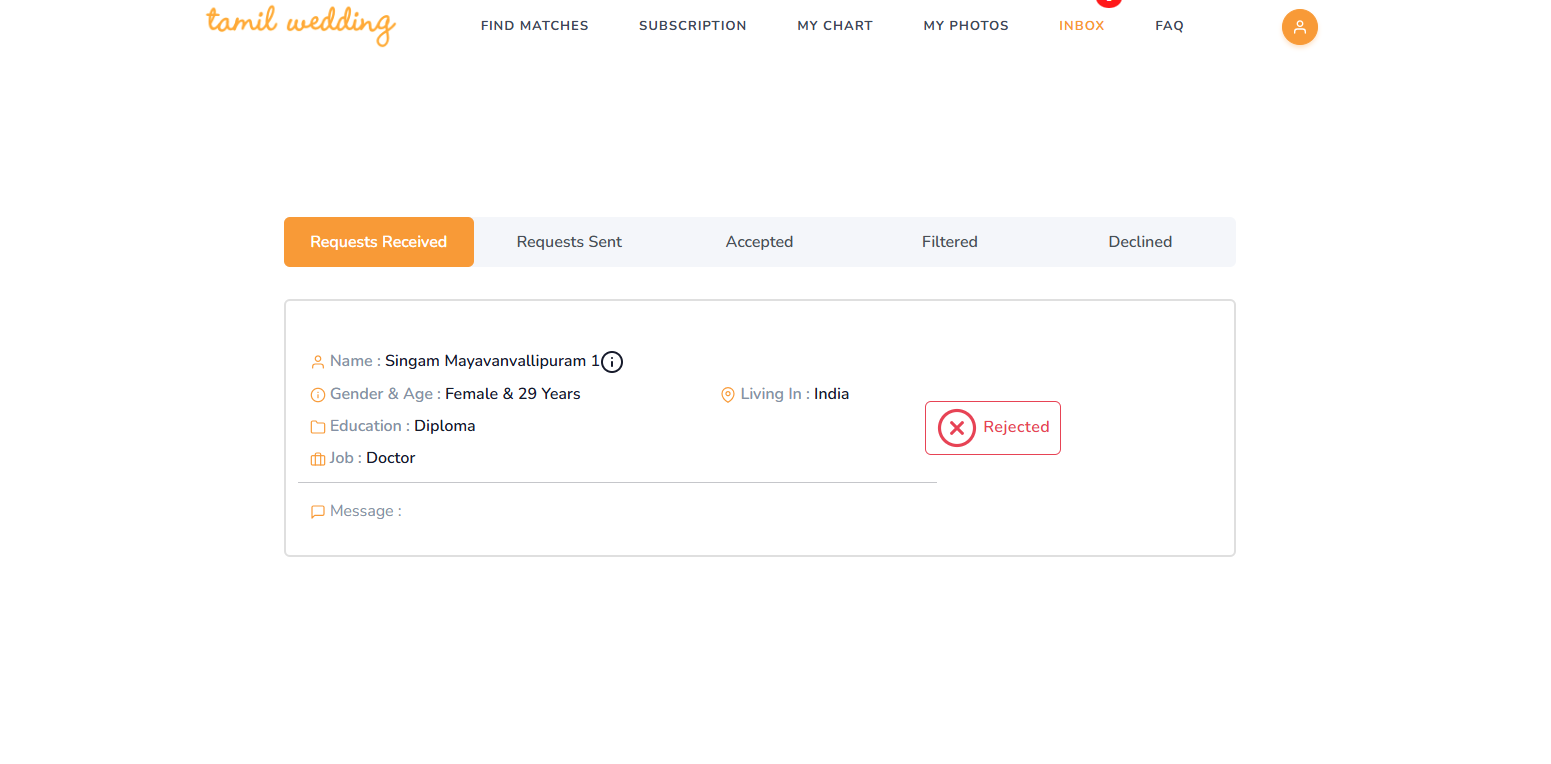 tamil wedding
FIND MATCHES SUBSCRIPTION MY CHART MY PHOTOS INBOX FAQ
Requests Received Requests Sent Accepted Filtered Declined
Name : Singam Mayavanvallipuram 1
Gender & Age : Female & 29 Years Living In : India
Education : Diploma
Rejected
Job : Doctor
Message :